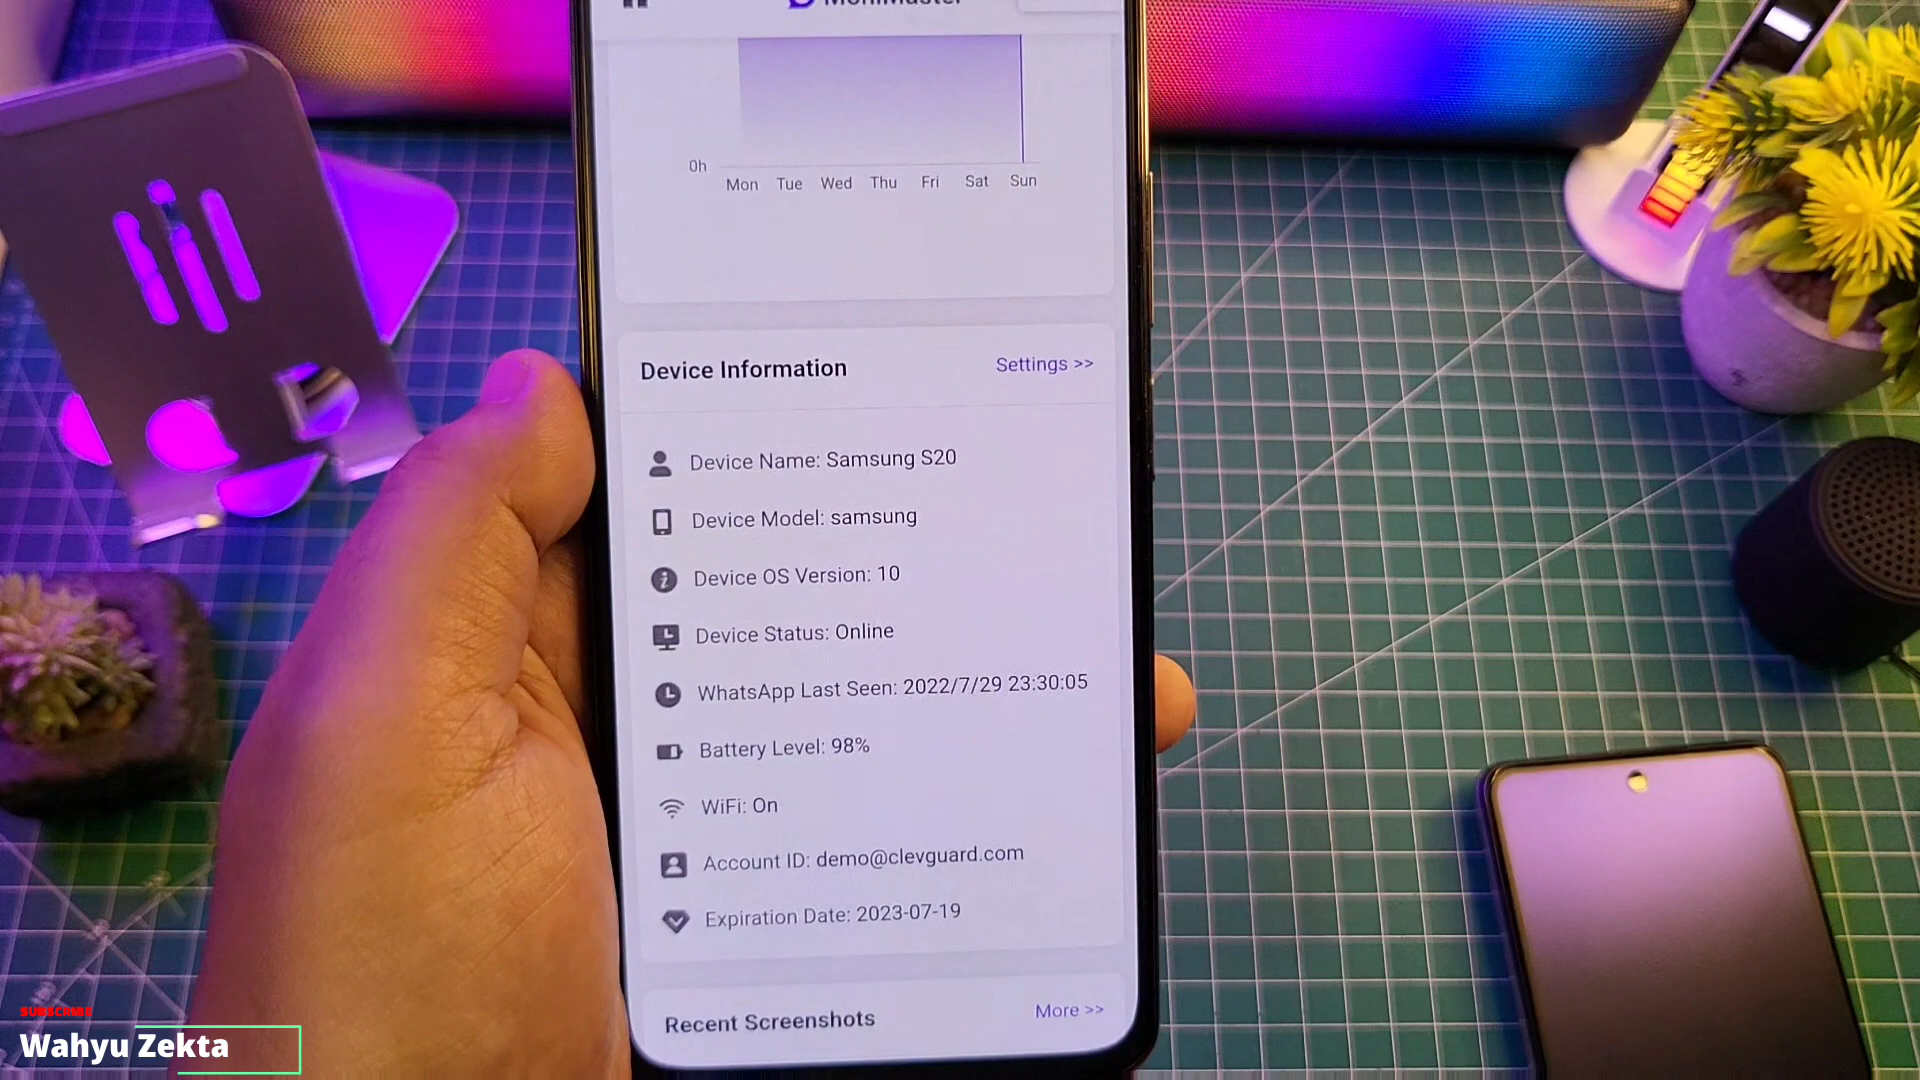 MoniMaster
0h
Mon Tue Wed Thu Fri Sat Sun
Device Information
Settings >>
Device Name: Samsung S20
Device Model: samsung
Device OS Version: 10
Device Status: Online
WhatsApp Last Seen: 2022/7/29 23:30:05
Battery Level: 98%
WiFi: On
Account ID: demo@clevguard.com
Expiration Date: 2023-07-19
Recent Screenshots
More >>
SUBSCRIBE
Wahyu Zekta